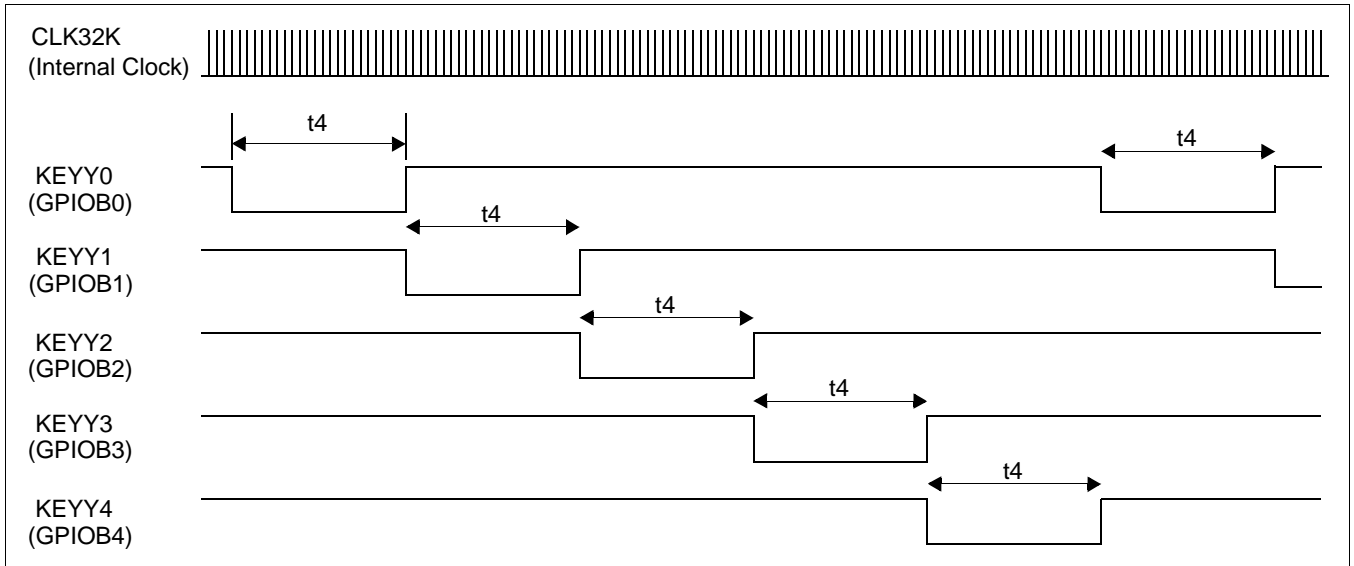 CLK32K
(Internal Clock)
t4
t4
KEYY0
(GPIOB0)
t4
KEYY1
(GPIOB1)
t4
KEYY2
(GPIOB2)
t4
KEYY3
(GPIOB3)
t4
KEYY4
(GPIOB4)